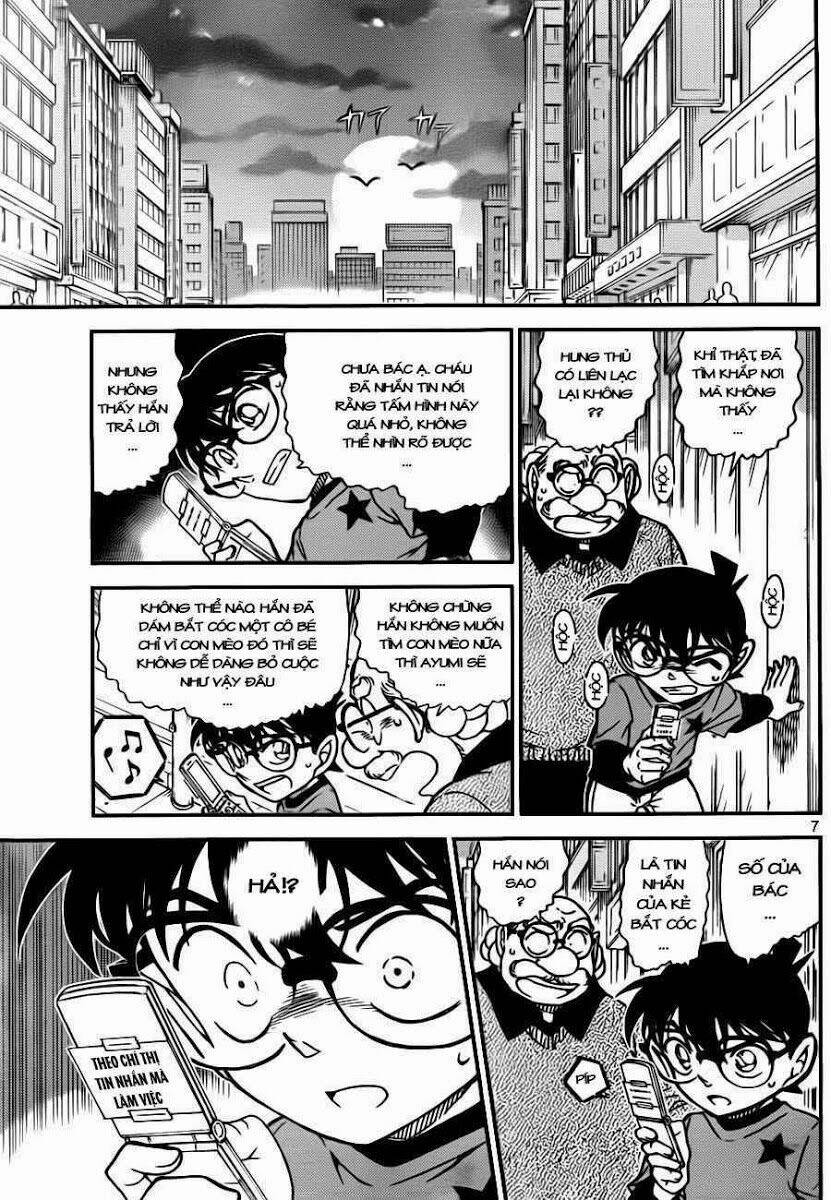 カァ カァ
KHỈ THẬT, ĐÃ
TÌM KHẮP NƠI
MÀ KHÔNG
THẤY
...
HUNG THỦ
CÓ LIÊN LẠC
LẠI KHÔNG
??
HỘC
HỘC
HỘC
HỘC
CHƯA BÁC Ạ. CHÁU
ĐÃ NHẮN TIN NÓI
RẰNG TẤM HÌNH NÀY
QUÁ NHỎ, KHÔNG
THỂ NHÌN RÕ ĐƯỢC
...
NHƯNG
KHÔNG
THẤY HẮN
TRẢ LỜI
...
KHÔNG CHỪNG
HẮN KHÔNG MUỐN
TÌM CON MÈO NỮA
THÌ AYUMI SẼ
...
KHÔNG THỂ NÀO. HẮN ĐÃ
DÁM BẮT CÓC MỘT CÔ BÉ
CHỈ VÌ CON MÈO ĐÓ THÌ SẼ
KHÔNG DỄ DÀNG BỎ CUỘC
NHƯ VẬY ĐÂU
...
7
SỐ CỦA
BÁC
...
LÀ TIN
NHẮN
CỦA KẺ
BẮT CÓC
...
HẮN NÓI
SAO
?
PÍP
HẢ!?
THEO CHỈ THỊ
TIN NHẮN MÀ
LÀM VIỆC